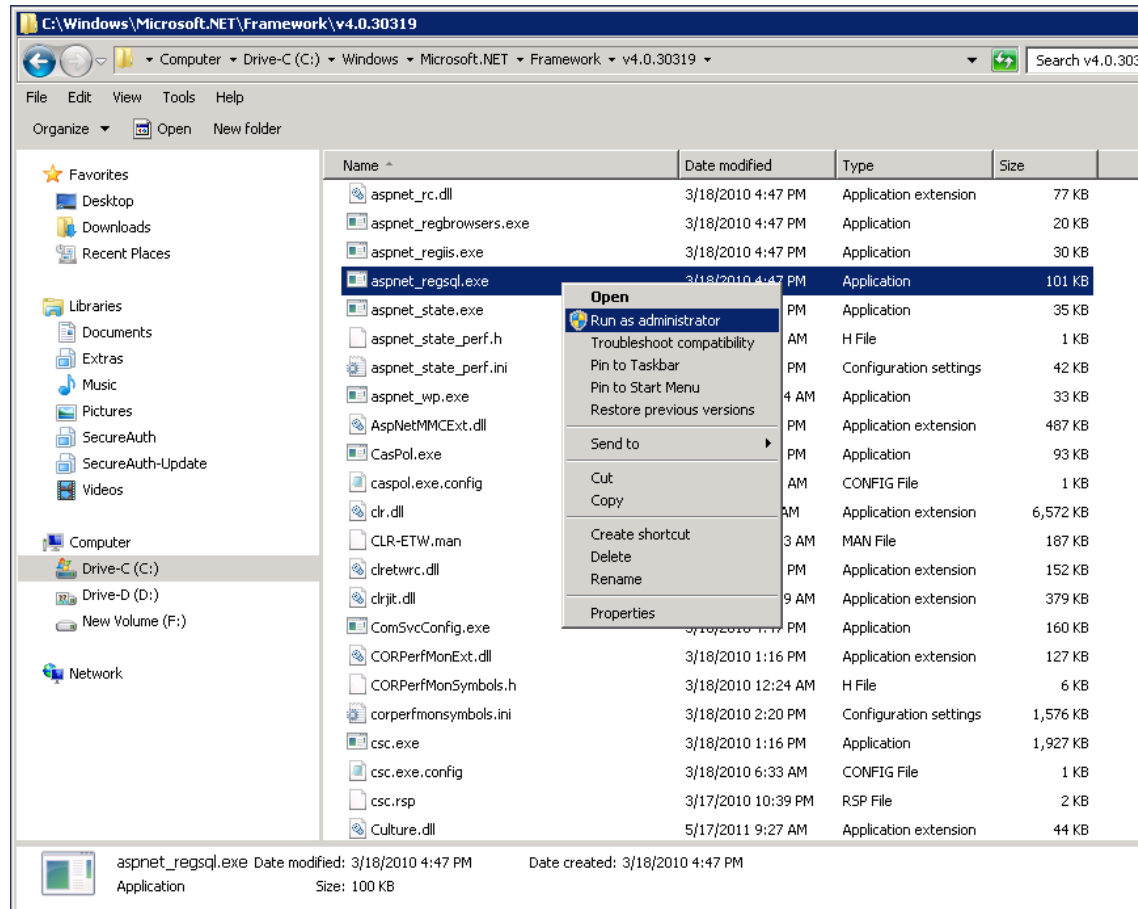 C:\Windows\Microsoft.NET\Framework\v4.0.30319
Computer Drive-C (C:) Windows Microsoft.NET Framework v4.0.30319 Search v4.0.303
File Edit View Tools Help
Organize Open New folder
Favorites
Desktop
Downloads
Recent Places
Libraries
Documents
Extras
Music
Pictures
SecureAuth
SecureAuth-Update
Videos
Computer
Drive-C (C:)
Drive-D (D:)
New Volume (F:)
Network
Name Date modified Type Size
aspnet_rc.dll 3/18/2010 4:47 PM Application extension 77 KB
aspnet_regbrowsers.exe 3/18/2010 4:47 PM Application 20 KB
aspnet_regiis.exe 3/18/2010 4:47 PM Application 30 KB
aspnet_regsql.exe 3/18/2010 4:47 PM Application 101 KB
aspnet_state.exe PM Application 35 KB
aspnet_state_perf.h AM H File 1 KB
aspnet_state_perf.ini PM Configuration settings 42 KB
aspnet_wp.exe 4 AM Application 33 KB
AspNetMMCExt.dll PM Application extension 487 KB
CasPol.exe PM Application 93 KB
caspol.exe.config AM CONFIG File 1 KB
clr.dll AM Application extension 6,572 KB
CLR-ETW.man 3 AM MAN File 187 KB
clretwrc.dll PM Application extension 152 KB
clrjit.dll 9 AM Application extension 379 KB
ComSvcConfig.exe PM Application 160 KB
CORPerfMonExt.dll 3/18/2010 1:16 PM Application extension 127 KB
CORPerfMonSymbols.h 3/18/2010 12:24 AM H File 6 KB
corperfmonsymbols.ini 3/18/2010 2:20 PM Configuration settings 1,576 KB
csc.exe 3/18/2010 1:16 PM Application 1,927 KB
csc.exe.config 3/18/2010 6:33 AM CONFIG File 1 KB
csc.rsp 3/17/2010 10:39 PM RSP File 2 KB
Culture.dll 5/17/2011 9:27 AM Application extension 44 KB
Open
Run as administrator
Troubleshoot compatibility
Pin to Taskbar
Pin to Start Menu
Restore previous versions
Send to
Cut
Copy
Create shortcut
Delete
Rename
Properties
aspnet_regsql.exe Date modified: 3/18/2010 4:47 PM Date created: 3/18/2010 4:47 PM
Application Size: 100 KB